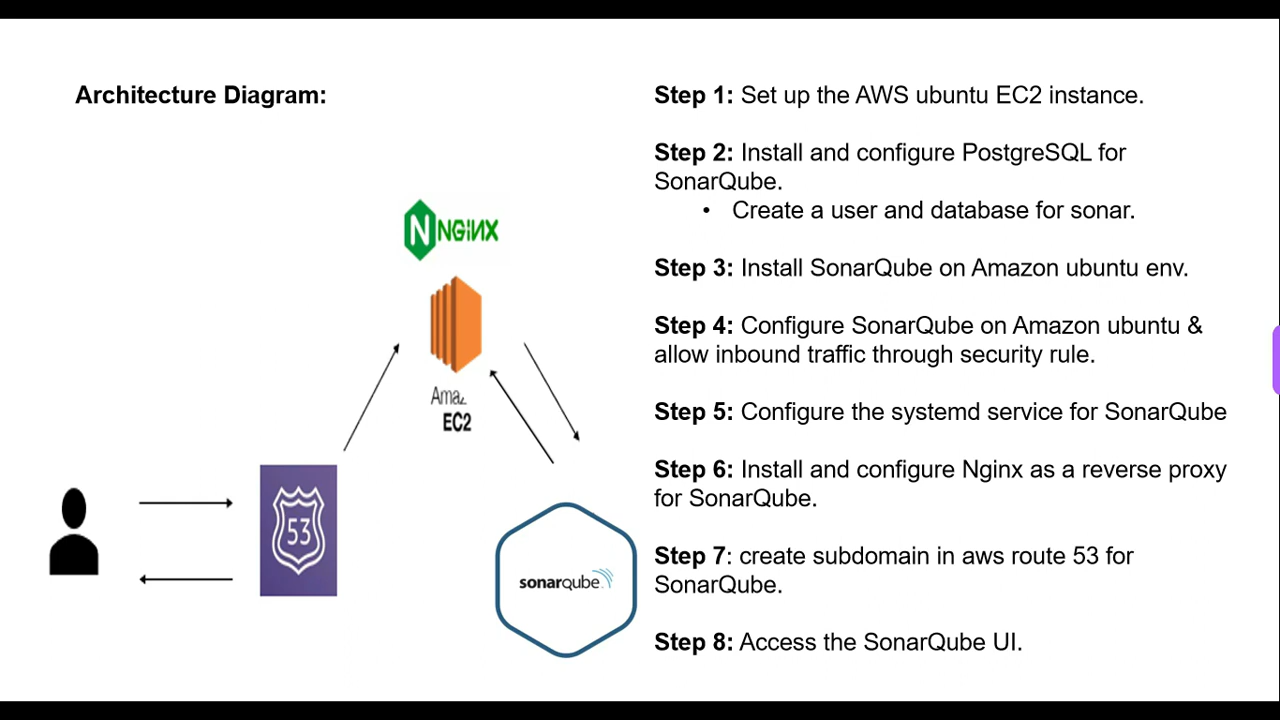 Architecture Diagram:
NGINX
EC2
53
sonarqube
Step 1: Set up the AWS ubuntu EC2 instance.
Step 2: Install and configure PostgreSQL for
SonarQube.
• Create a user and database for sonar.
Step 3: Install SonarQube on Amazon ubuntu env.
Step 4: Configure SonarQube on Amazon ubuntu &
allow inbound traffic through security rule.
Step 5: Configure the systemd service for SonarQube
Step 6: Install and configure Nginx as a reverse proxy
for SonarQube.
Step 7: create subdomain in aws route 53 for
SonarQube.
Step 8: Access the SonarQube UI.